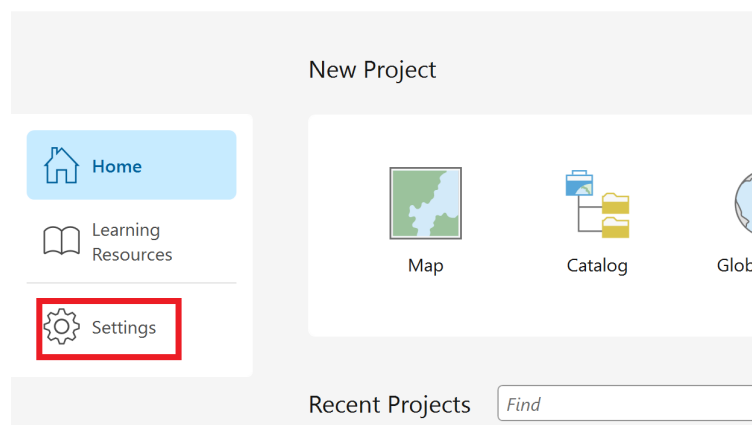 New Project
Home
Learning
Resources
Settings
Map
Catalog
Recent Projects
Find